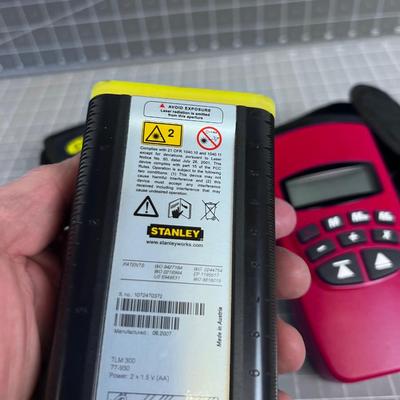 AVOID EXPOSURE
Laser radiation is emitted
from this aperture
2
Complies with 21 CFR 1040.10 and 1040.11
except for deviations pursuant to Laser
Notice No. 50, dated July 26, 2001. This
device complies with part 15 of the FCC
Rules. Operation is subject to the following
two conditions: (1) This device may not
cause harmful interference and (2) this
device must accept any interference
received including interference that may
cause undesired operation.
STANLEY
www.stanleyworks.com
PATENTS:
S. no.: 1072470372
Manufactured: 06.2007
Made in Austria
TLM 300
77-930
Power: 2 x 1.5 V (AA)